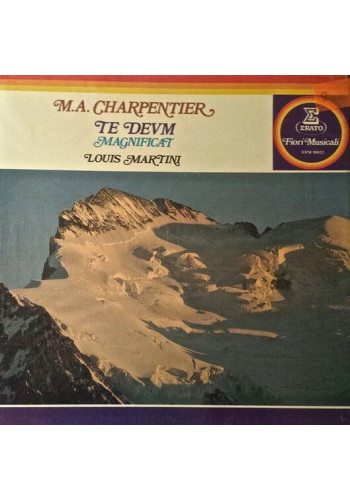 M.A. CHARPENTIER
TE DEVM
MAGNIFICAT
LOUIS MARTINI
Σ
ERATO
Fiori Musicali